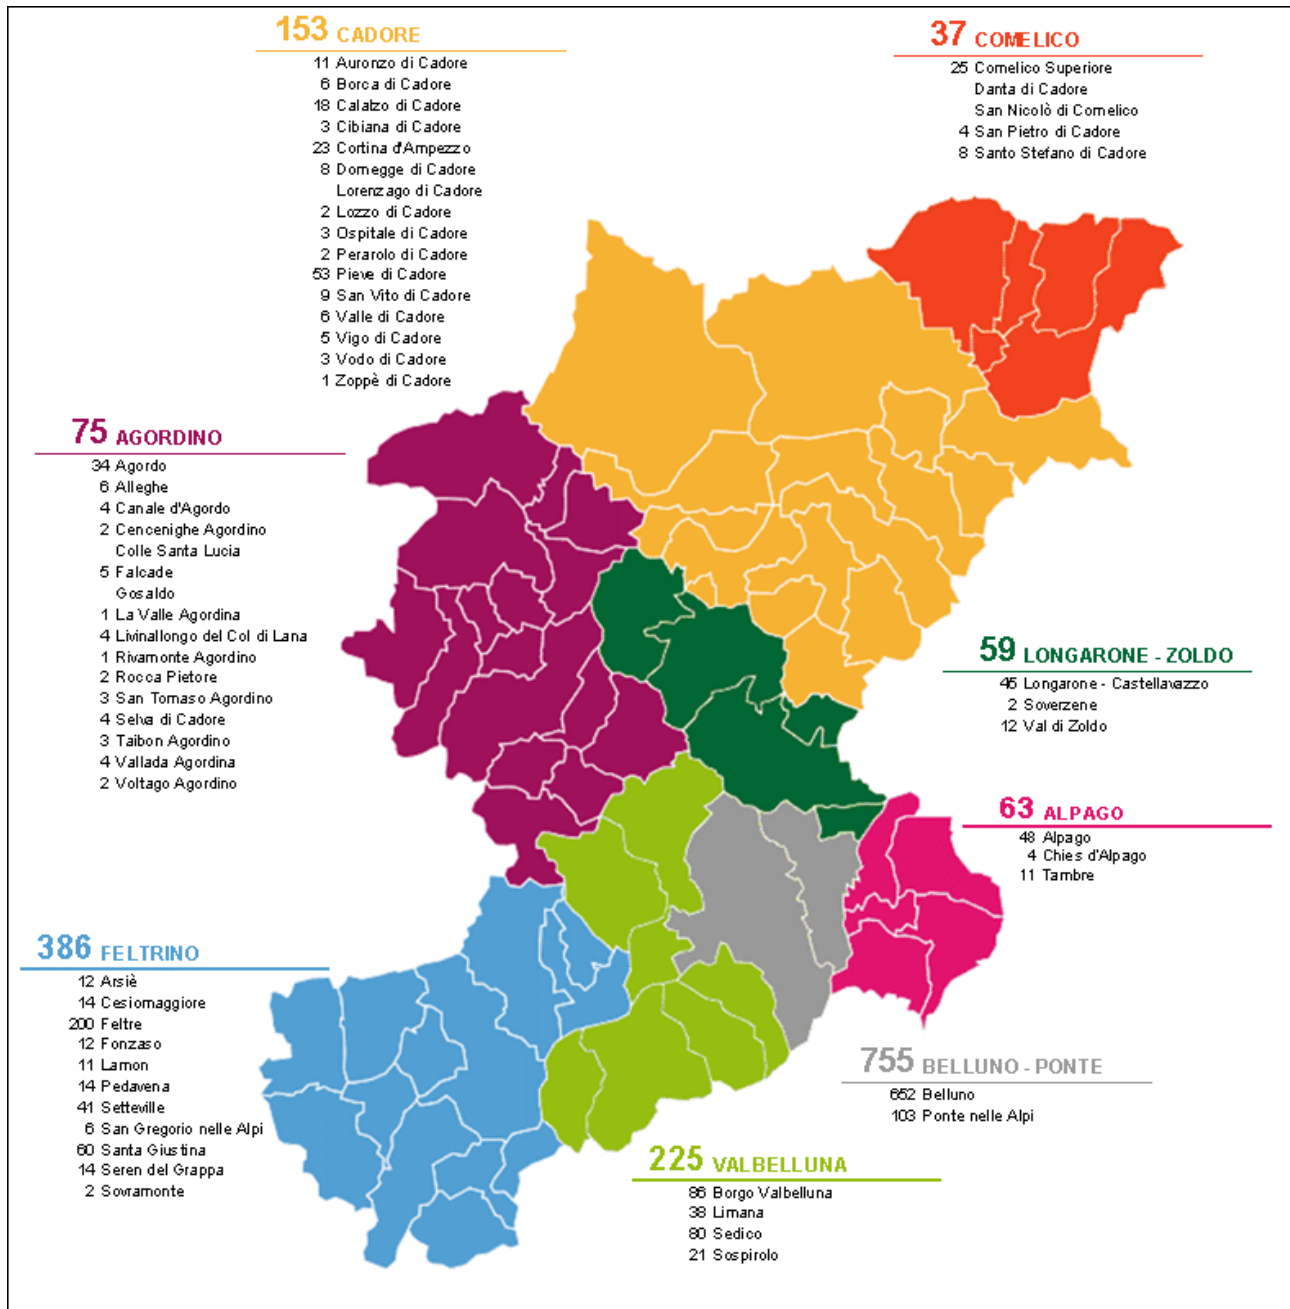 153 CADORE
11 Auronzo di Cadore
6 Borca di Cadore
18 Calalzo di Cadore
3 Cibiana di Cadore
23 Cortina d'Ampezzo
8 Domegge di Cadore
Lorenzago di Cadore
2 Lozzo di Cadore
3 Ospitale di Cadore
2 Perarolo di Cadore
53 Pieve di Cadore
9 San Vito di Cadore
6 Valle di Cadore
5 Vigo di Cadore
3 Vodo di Cadore
1 Zoppè di Cadore
37 COMELICO
25 Comelico Superiore
Danta di Cadore
San Nicolò di Comelico
4 San Pietro di Cadore
8 Santo Stefano di Cadore
75 AGORDINO
34 Agordo
6 Alleghe
4 Canale d'Agordo
2 Cencenighe Agordino
Colle Santa Lucia
5 Falcade
Gosaldo
1 La Valle Agordina
4 Livinallongo del Col di Lana
1 Rivamonte Agordino
2 Rocca Pietore
3 San Tomaso Agordino
4 Selva di Cadore
3 Taibon Agordino
4 Vallada Agordina
2 Voltago Agordino
59 LONGARONE - ZOLDO
45 Longarone - Castellavazzo
2 Soverzene
12 Val di Zoldo
63 ALPAGO
48 Alpago
4 Chies d'Alpago
11 Tambre
386 FELTRINO
12 Arsiè
14 Cesiomaggiore
200 Feltre
12 Fonzaso
11 Lamon
14 Pedavena
41 Setteville
6 San Gregorio nelle Alpi
60 Santa Giustina
14 Seren del Grappa
2 Sovramonte
755 BELLUNO - PONTE
652 Belluno
103 Ponte nelle Alpi
225 VALBELLUNA
86 Borgo Valbelluna
38 Limana
80 Sedico
21 Sospirolo